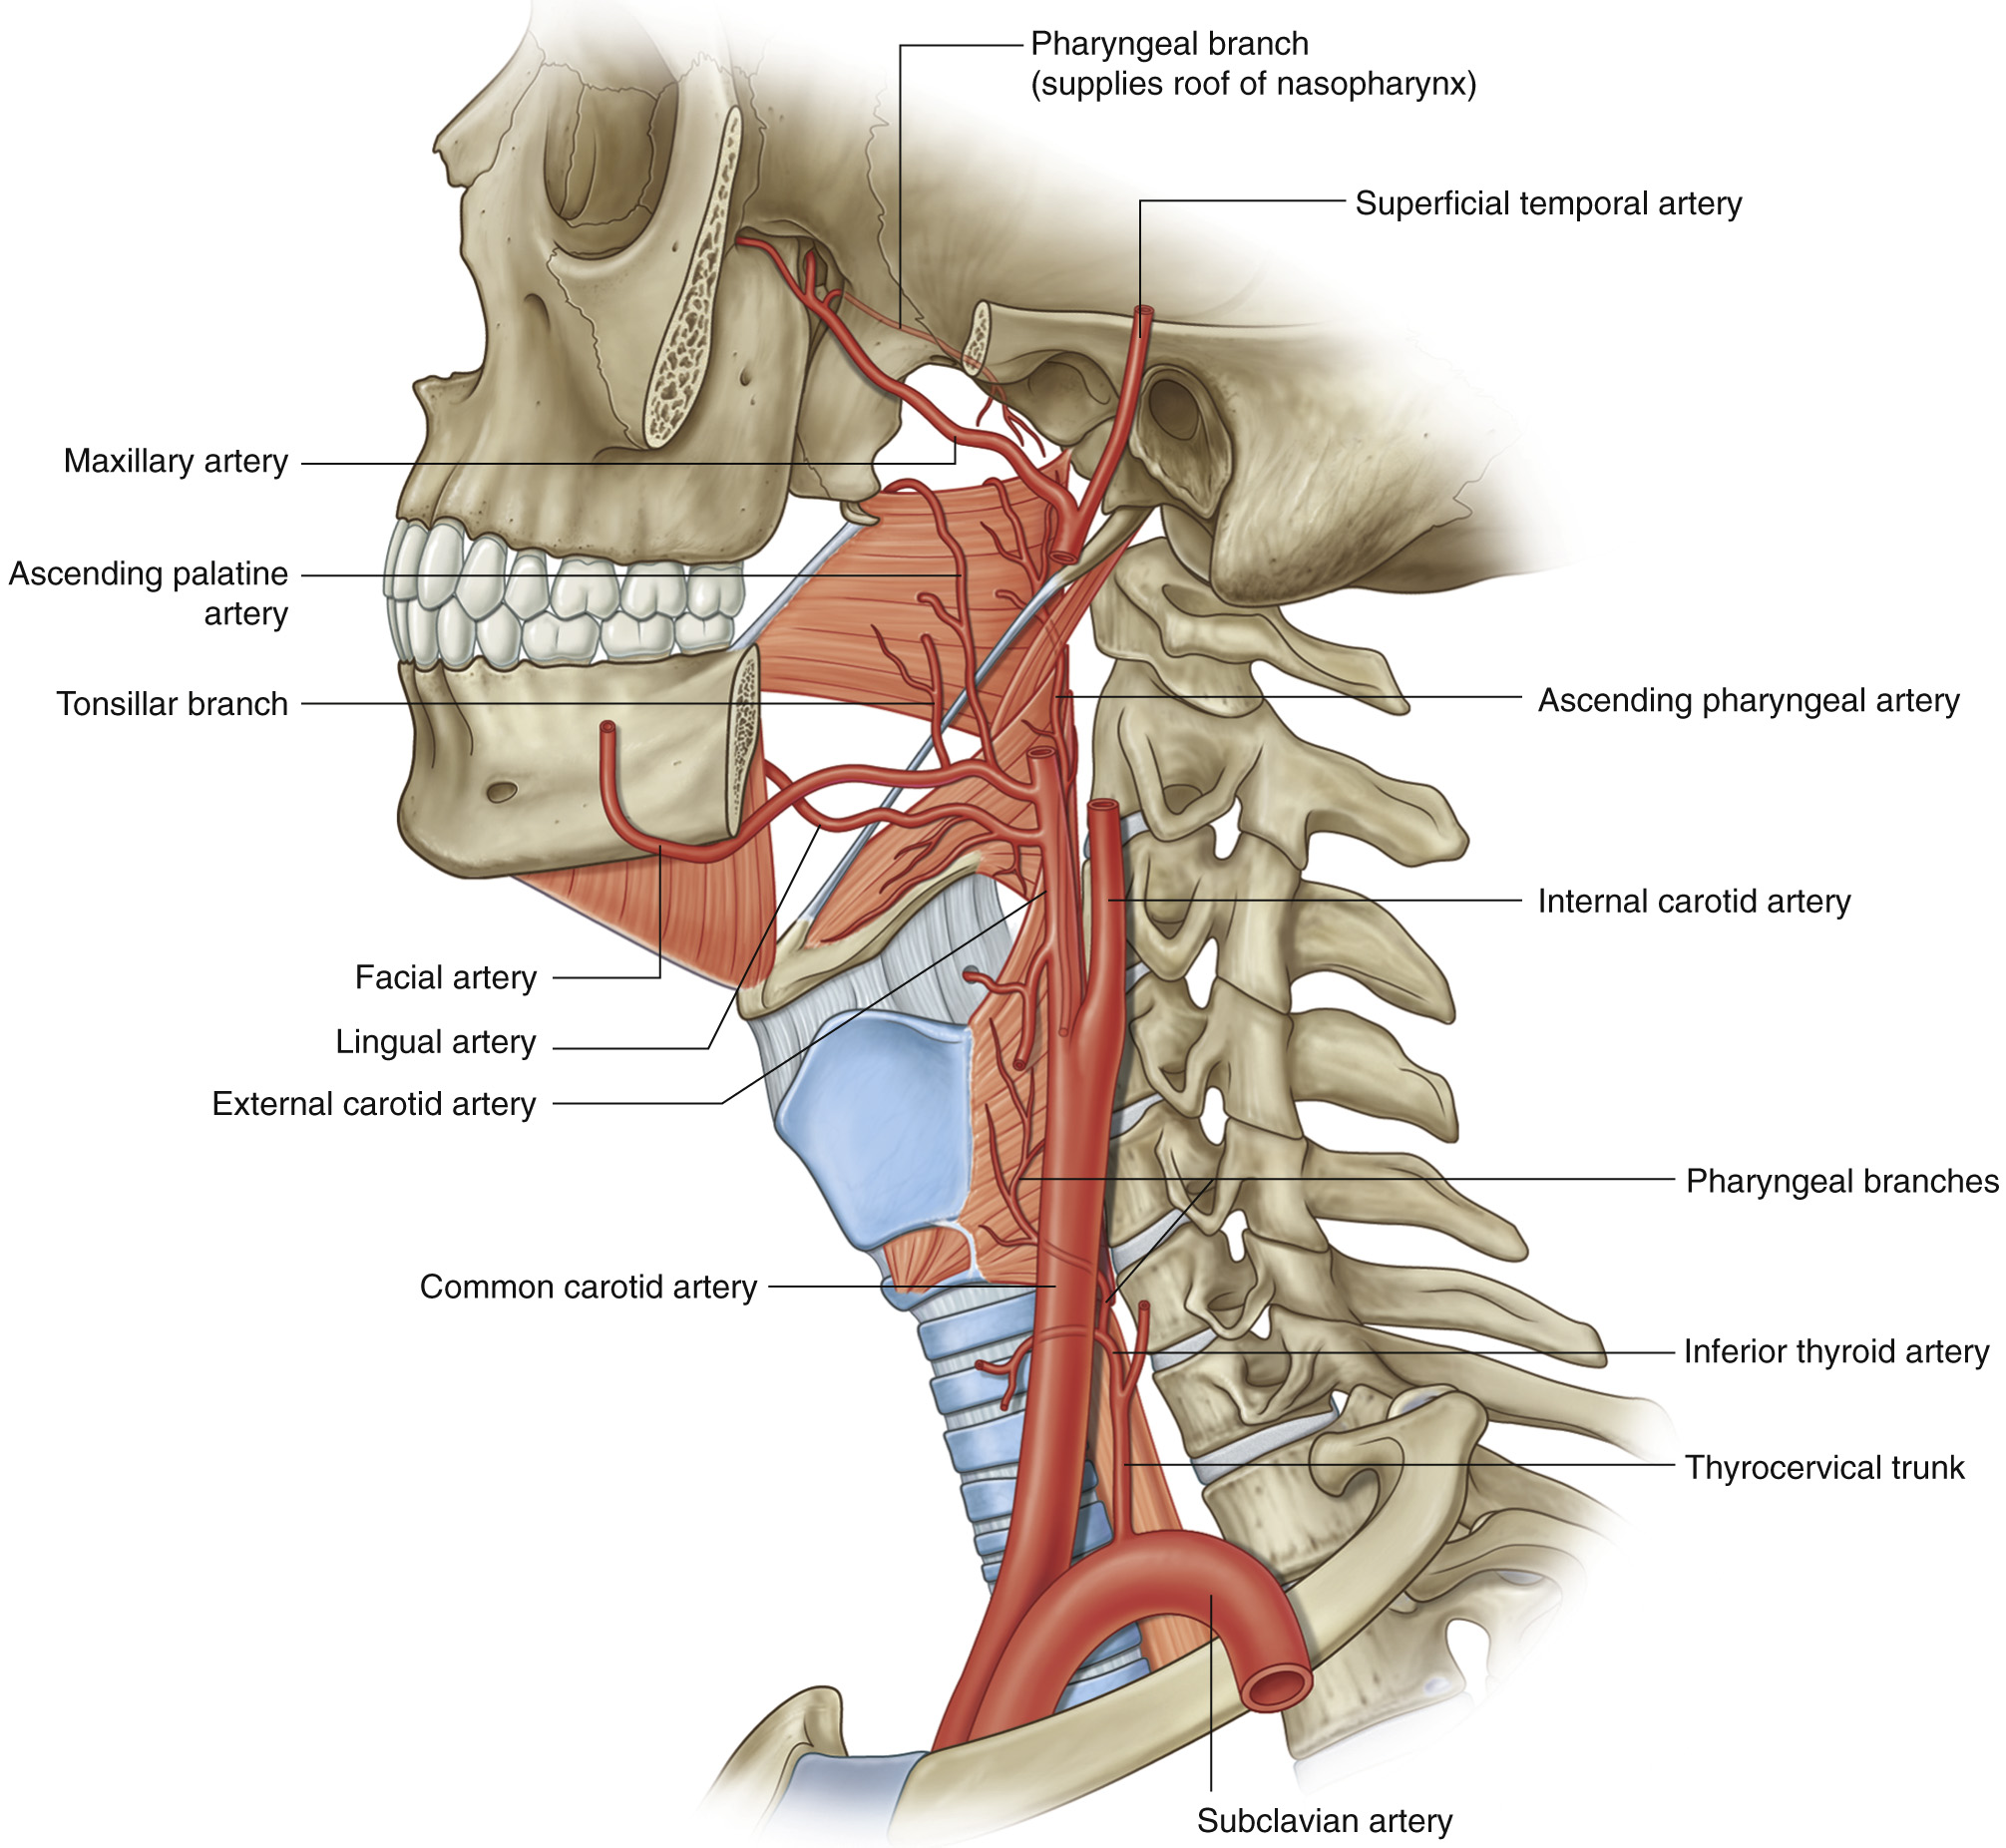 Pharyngeal branch
(supplies roof of nasopharynx)
Superficial temporal artery
Maxillary artery
Ascending palatine
artery
Tonsillar branch
Ascending pharyngeal artery
Internal carotid artery
Facial artery
Lingual artery
External carotid artery
Pharyngeal branches
Common carotid artery
Inferior thyroid artery
Thyrocervical trunk
Subclavian artery